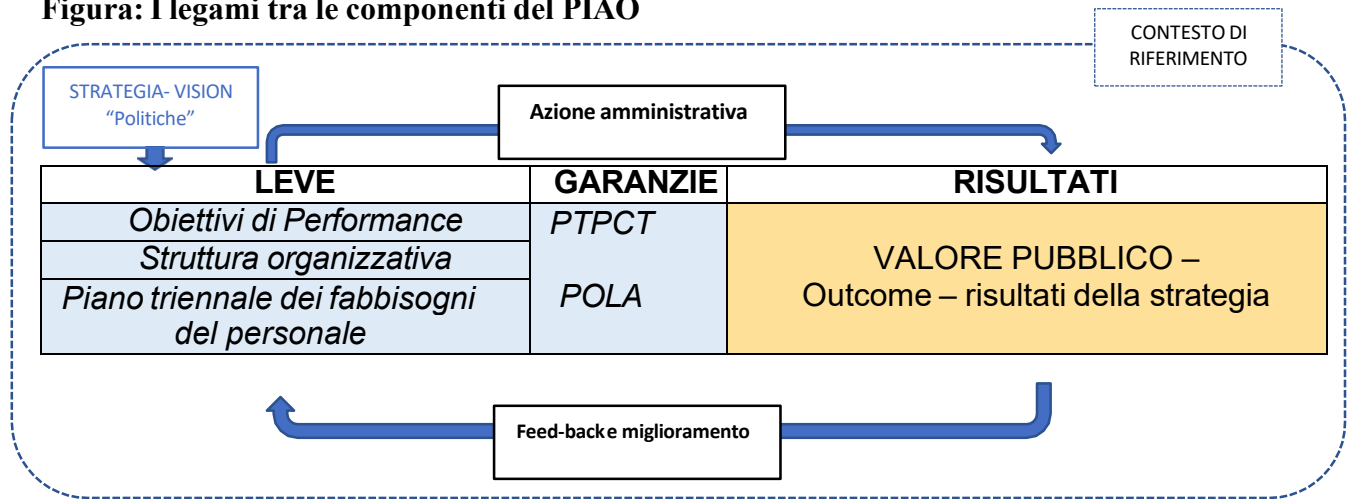 Figura: I legami tra le componenti del PIAO
CONTESTO DI
RIFERIMENTO
STRATEGIA- VISION
“Politiche”
Azione amministrativa
LEVE
GARANZIE
RISULTATI
Obiettivi di Performance
Struttura organizzativa
Piano triennale dei fabbisogni
del personale
PTPCT
POLA
VALORE PUBBLICO –
Outcome – risultati della strategia
Feed-back e miglioramento